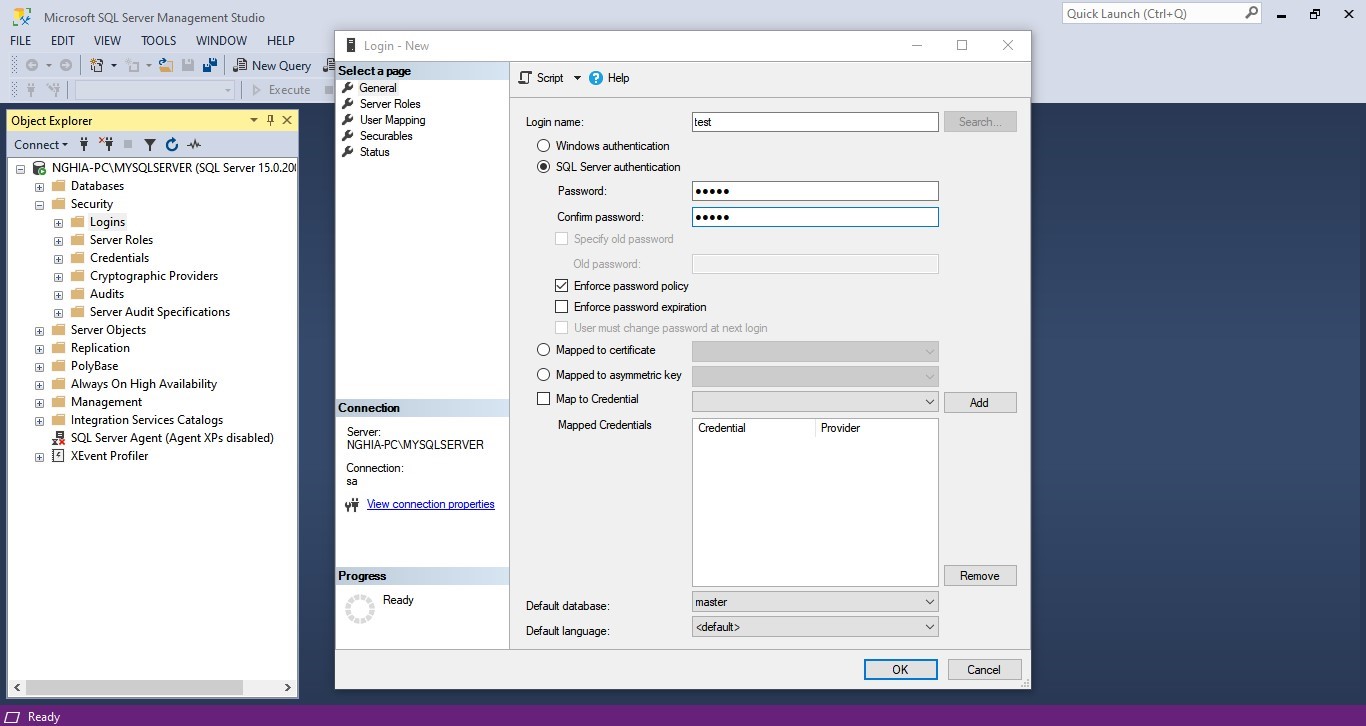 Microsoft SQL Server Management Studio
Quick Launch (Ctrl+Q)
FILE EDIT VIEW TOOLS WINDOW HELP
New Query
Execute
Object Explorer
Connect
NGHIA-PC\MYSQLSERVER (SQL Server 15.0.200
Databases
Security
Logins
Server Roles
Credentials
Cryptographic Providers
Audits
Server Audit Specifications
Server Objects
Replication
PolyBase
Always On High Availability
Management
Integration Services Catalogs
SQL Server Agent (Agent XPs disabled)
XEvent Profiler
Login - New
Select a page
General
Server Roles
User Mapping
Securables
Status
Connection
Server:
NGHIA-PC\MYSQLSERVER
Connection:
sa
View connection properties
Progress
Ready
Script Help
Login name: test Search...
Windows authentication
SQL Server authentication
Password: ●●●●●
Confirm password: ●●●●●
Specify old password
Old password:
Enforce password policy
Enforce password expiration
User must change password at next login
Mapped to certificate
Mapped to asymmetric key
Map to Credential Add
Mapped Credentials Credential Provider
Remove
Default database: master
Default language: <default>
OK Cancel
Ready